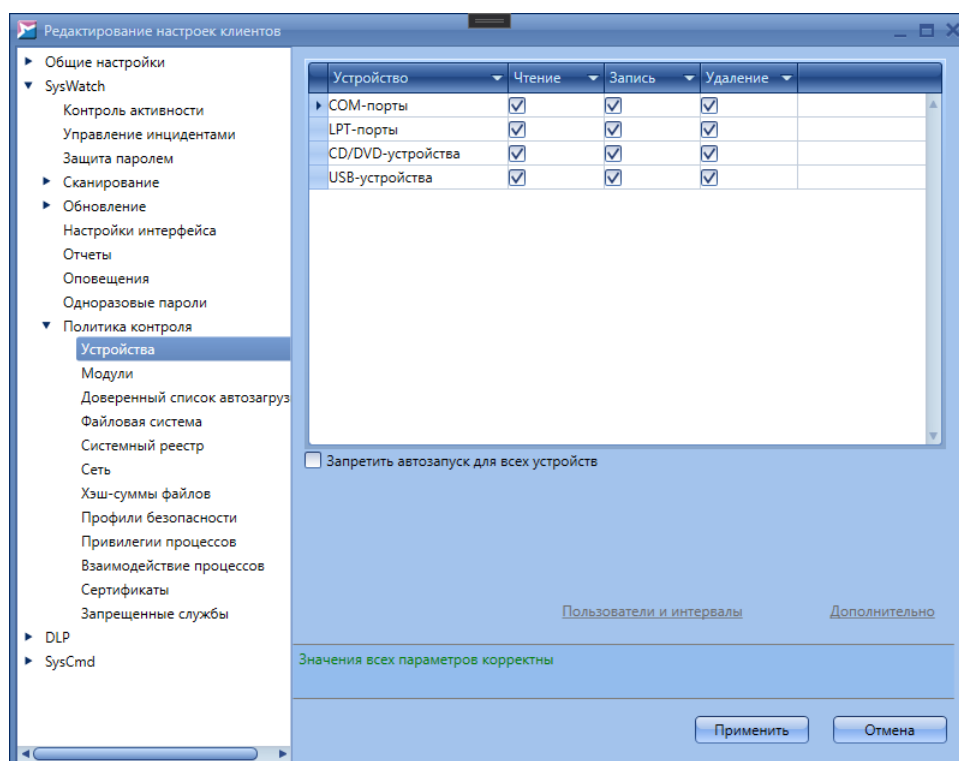 Редактирование настроек клиентов
Общие настройки
SysWatch
Контроль активности
Управление инцидентами
Защита паролем
Сканирование
Обновление
Настройки интерфейса
Отчеты
Оповещения
Одноразовые пароли
Политика контроля
Устройства
Модули
Доверенный список автозагруз
Файловая система
Системный реестр
Сеть
Хэш-суммы файлов
Профили безопасности
Привилегии процессов
Взаимодействие процессов
Сертификаты
Запрещенные службы
DLP
SysCmd
Устройство Чтение Запись Удаление
COM-порты
LPT-порты
CD/DVD-устройства
USB-устройства
Запретить автозапуск для всех устройств
Пользователи и интервалы Дополнительно
Значения всех параметров корректны
Применить Отмена